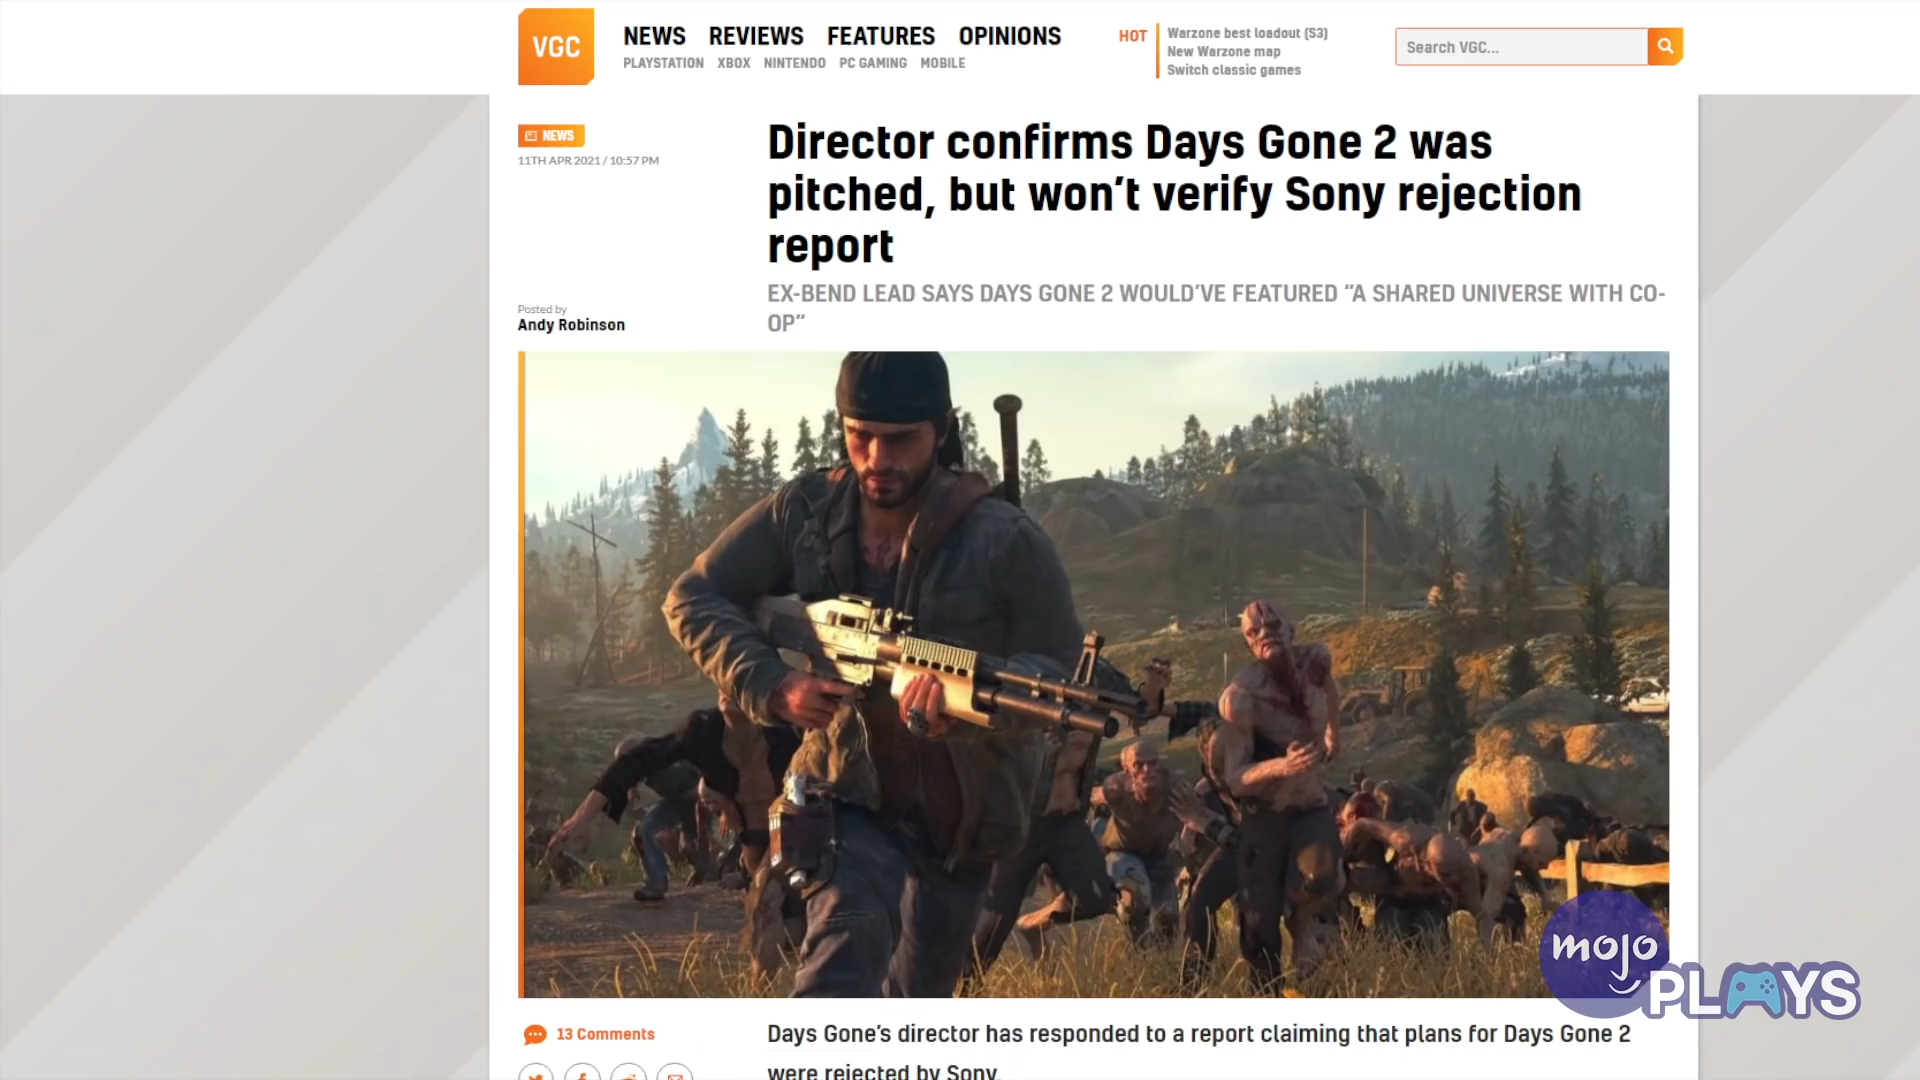 VGC
NEWS REVIEWS FEATURES OPINIONS
PLAYSTATION XBOX NINTENDO PC GAMING MOBILE
HOT
Warzone best loadout (S3)
New Warzone map
Switch classic games
Search VGC...
NEWS
11TH APR 2021 / 10:57 PM
Director confirms Days Gone 2 was
pitched, but won’t verify Sony rejection
report
EX-BEND LEAD SAYS DAYS GONE 2 WOULD’VE FEATURED “A SHARED UNIVERSE WITH CO-
OP”
Posted by
Andy Robinson
mojo
PLAYS
13 Comments
Days Gone’s director has responded to a report claiming that plans for Days Gone 2
were rejected by Sony.